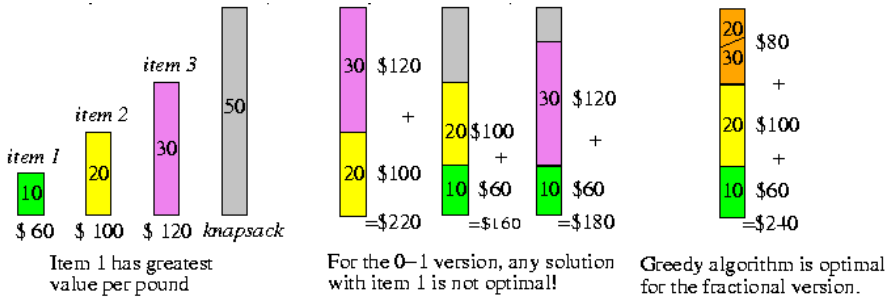 item 1
10
$ 60
item 2
20
$ 100
item 3
30
$ 120
50
knapsack
Item 1 has greatest
value per pound
30 $120
+
20 $100
=$220
20 $100
+
10 $60
=$160
30 $120
+
10 $60
=$180
For the 0–1 version, any solution
with item 1 is not optimal!
20
30
$80
+
20 $100
+
10 $60
=$240
Greedy algorithm is optimal
for the fractional version.